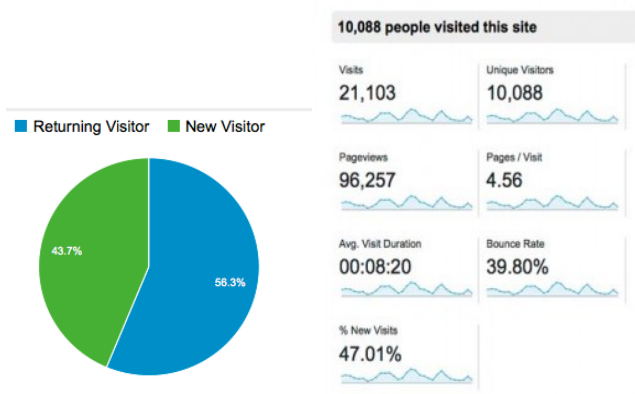 10,088 people visited this site
Visits
21,103
Unique Visitors
10,088
Pageviews
96,257
Pages / Visit
4.56
Avg. Visit Duration
00:08:20
Bounce Rate
39.80%
% New Visits
47.01%
Returning Visitor
New Visitor
43.7%
56.3%